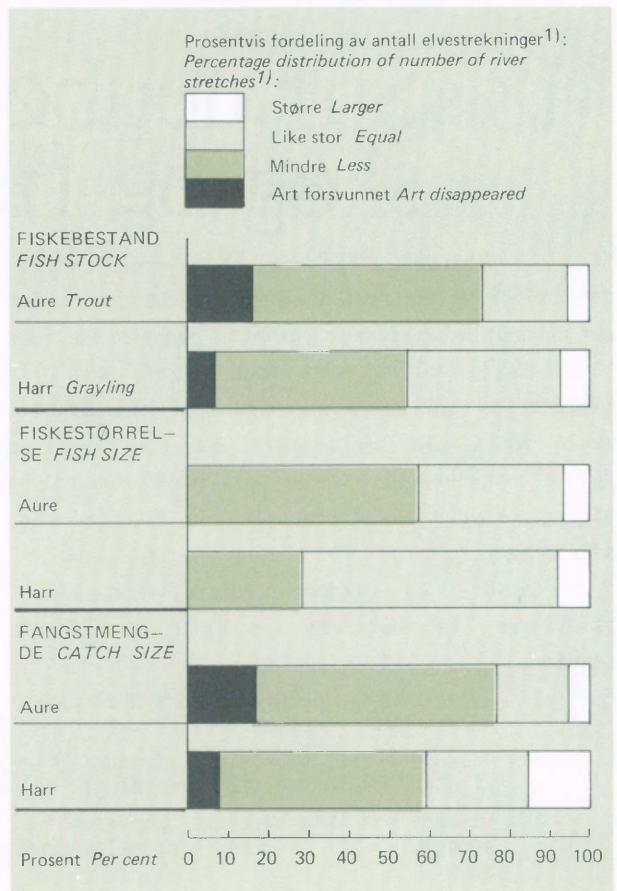 Prosentvis fordeling av antall elvestrekninger1):
Percentage distribution of number of river
stretches1):
Større Larger
Like stor Equal
Mindre Less
Art forsvunnet Art disappeared
FISKEBESTAND
FISH STOCK
Aure Trout
Harr Grayling
FISKESTØRREL–
SE FISH SIZE
Aure
Harr
FANGSTMENG–
DE CATCH SIZE
Aure
Harr
Prosent Per cent 0 10 20 30 40 50 60 70 80 90 100